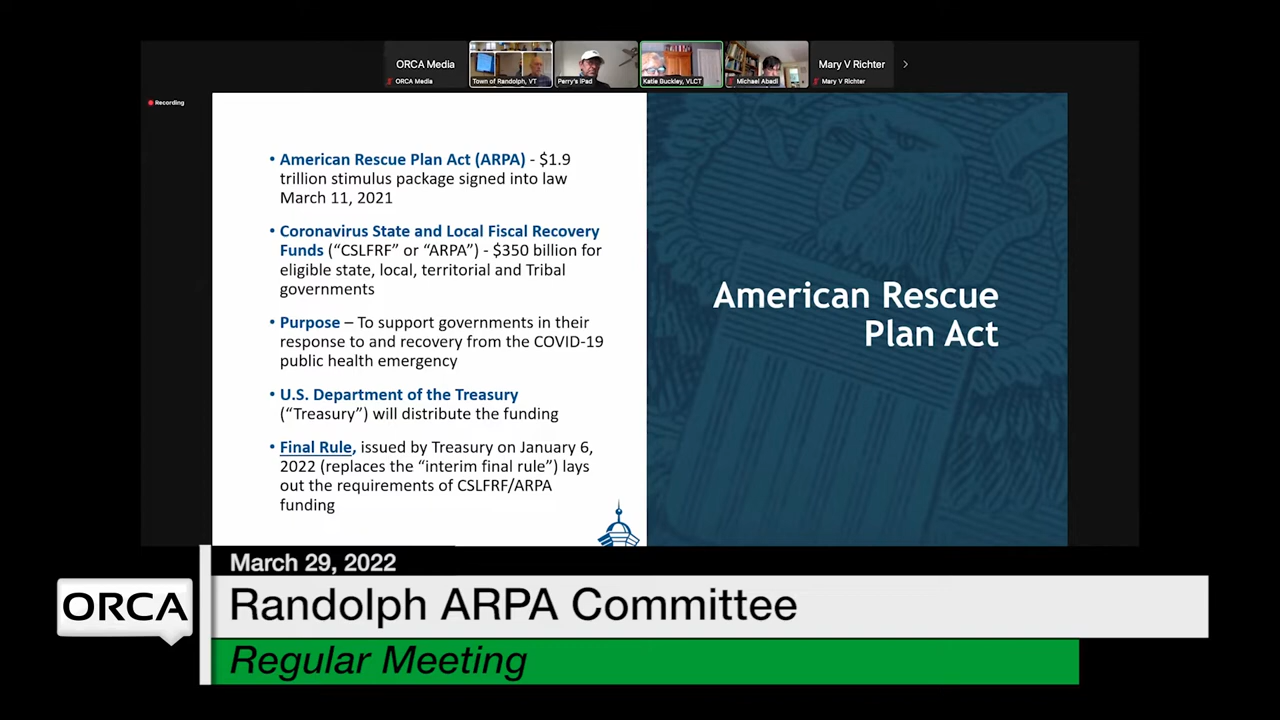 ORCA Media
Mary V Richter
ORCA Media
Town of Randolph, VT
Perry's iPad
Katie Buckley, VLCT
Michael Abadi
Mary V Richter
Recording
• American Rescue Plan Act (ARPA) - $1.9
trillion stimulus package signed into law
March 11, 2021
• Coronavirus State and Local Fiscal Recovery
Funds (“CSLFRF” or “ARPA”) - $350 billion for
eligible state, local, territorial and Tribal
governments
• Purpose – To support governments in their
response to and recovery from the COVID-19
public health emergency
• U.S. Department of the Treasury
(“Treasury”) will distribute the funding
• Final Rule, issued by Treasury on January 6,
2022 (replaces the “interim final rule”) lays
out the requirements of CSLFRF/ARPA
funding
American Rescue
Plan Act
March 29, 2022
ORCA
Randolph ARPA Committee
Regular Meeting